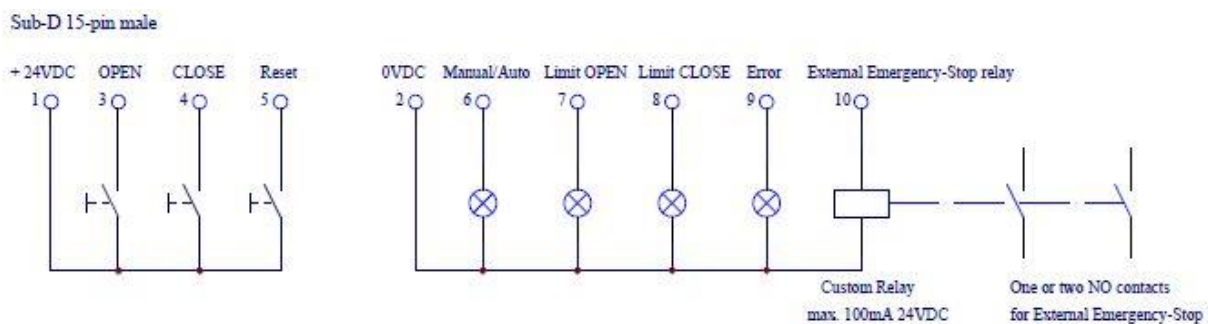 Sub-D 15-pin male
+ 24VDC OPEN CLOSE Reset 0VDC Manual/Auto Limit OPEN Limit CLOSE Error External Emergency-Stop relay
1 3 4 5 2 6 7 8 9 10
Custom Relay One or two NO contacts
max. 100mA 24VDC for External Emergency-Stop